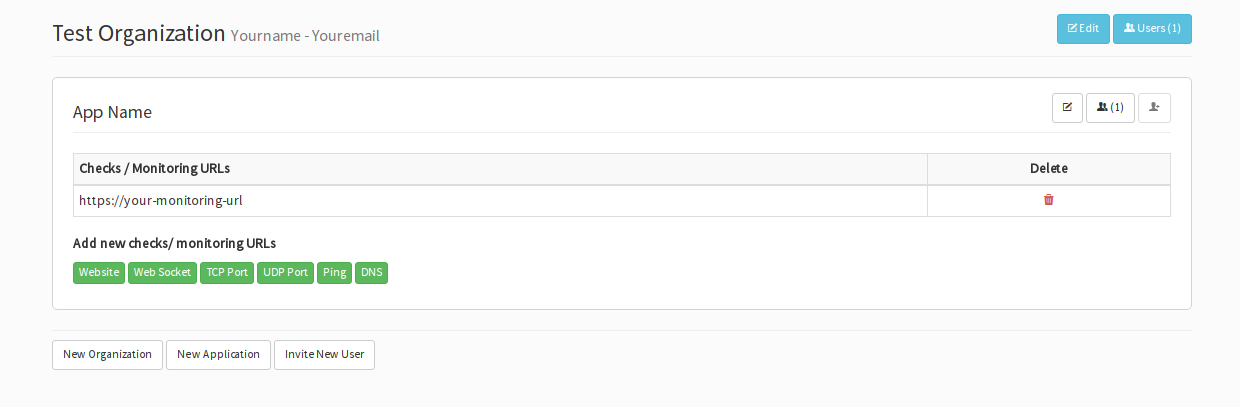 Test Organization Yourname - Youremail
Edit
Users (1)
App Name
(1)
Checks / Monitoring URLs
Delete
https://your-monitoring-url
Add new checks/ monitoring URLs
Website
Web Socket
TCP Port
UDP Port
Ping
DNS
New Organization
New Application
Invite New User